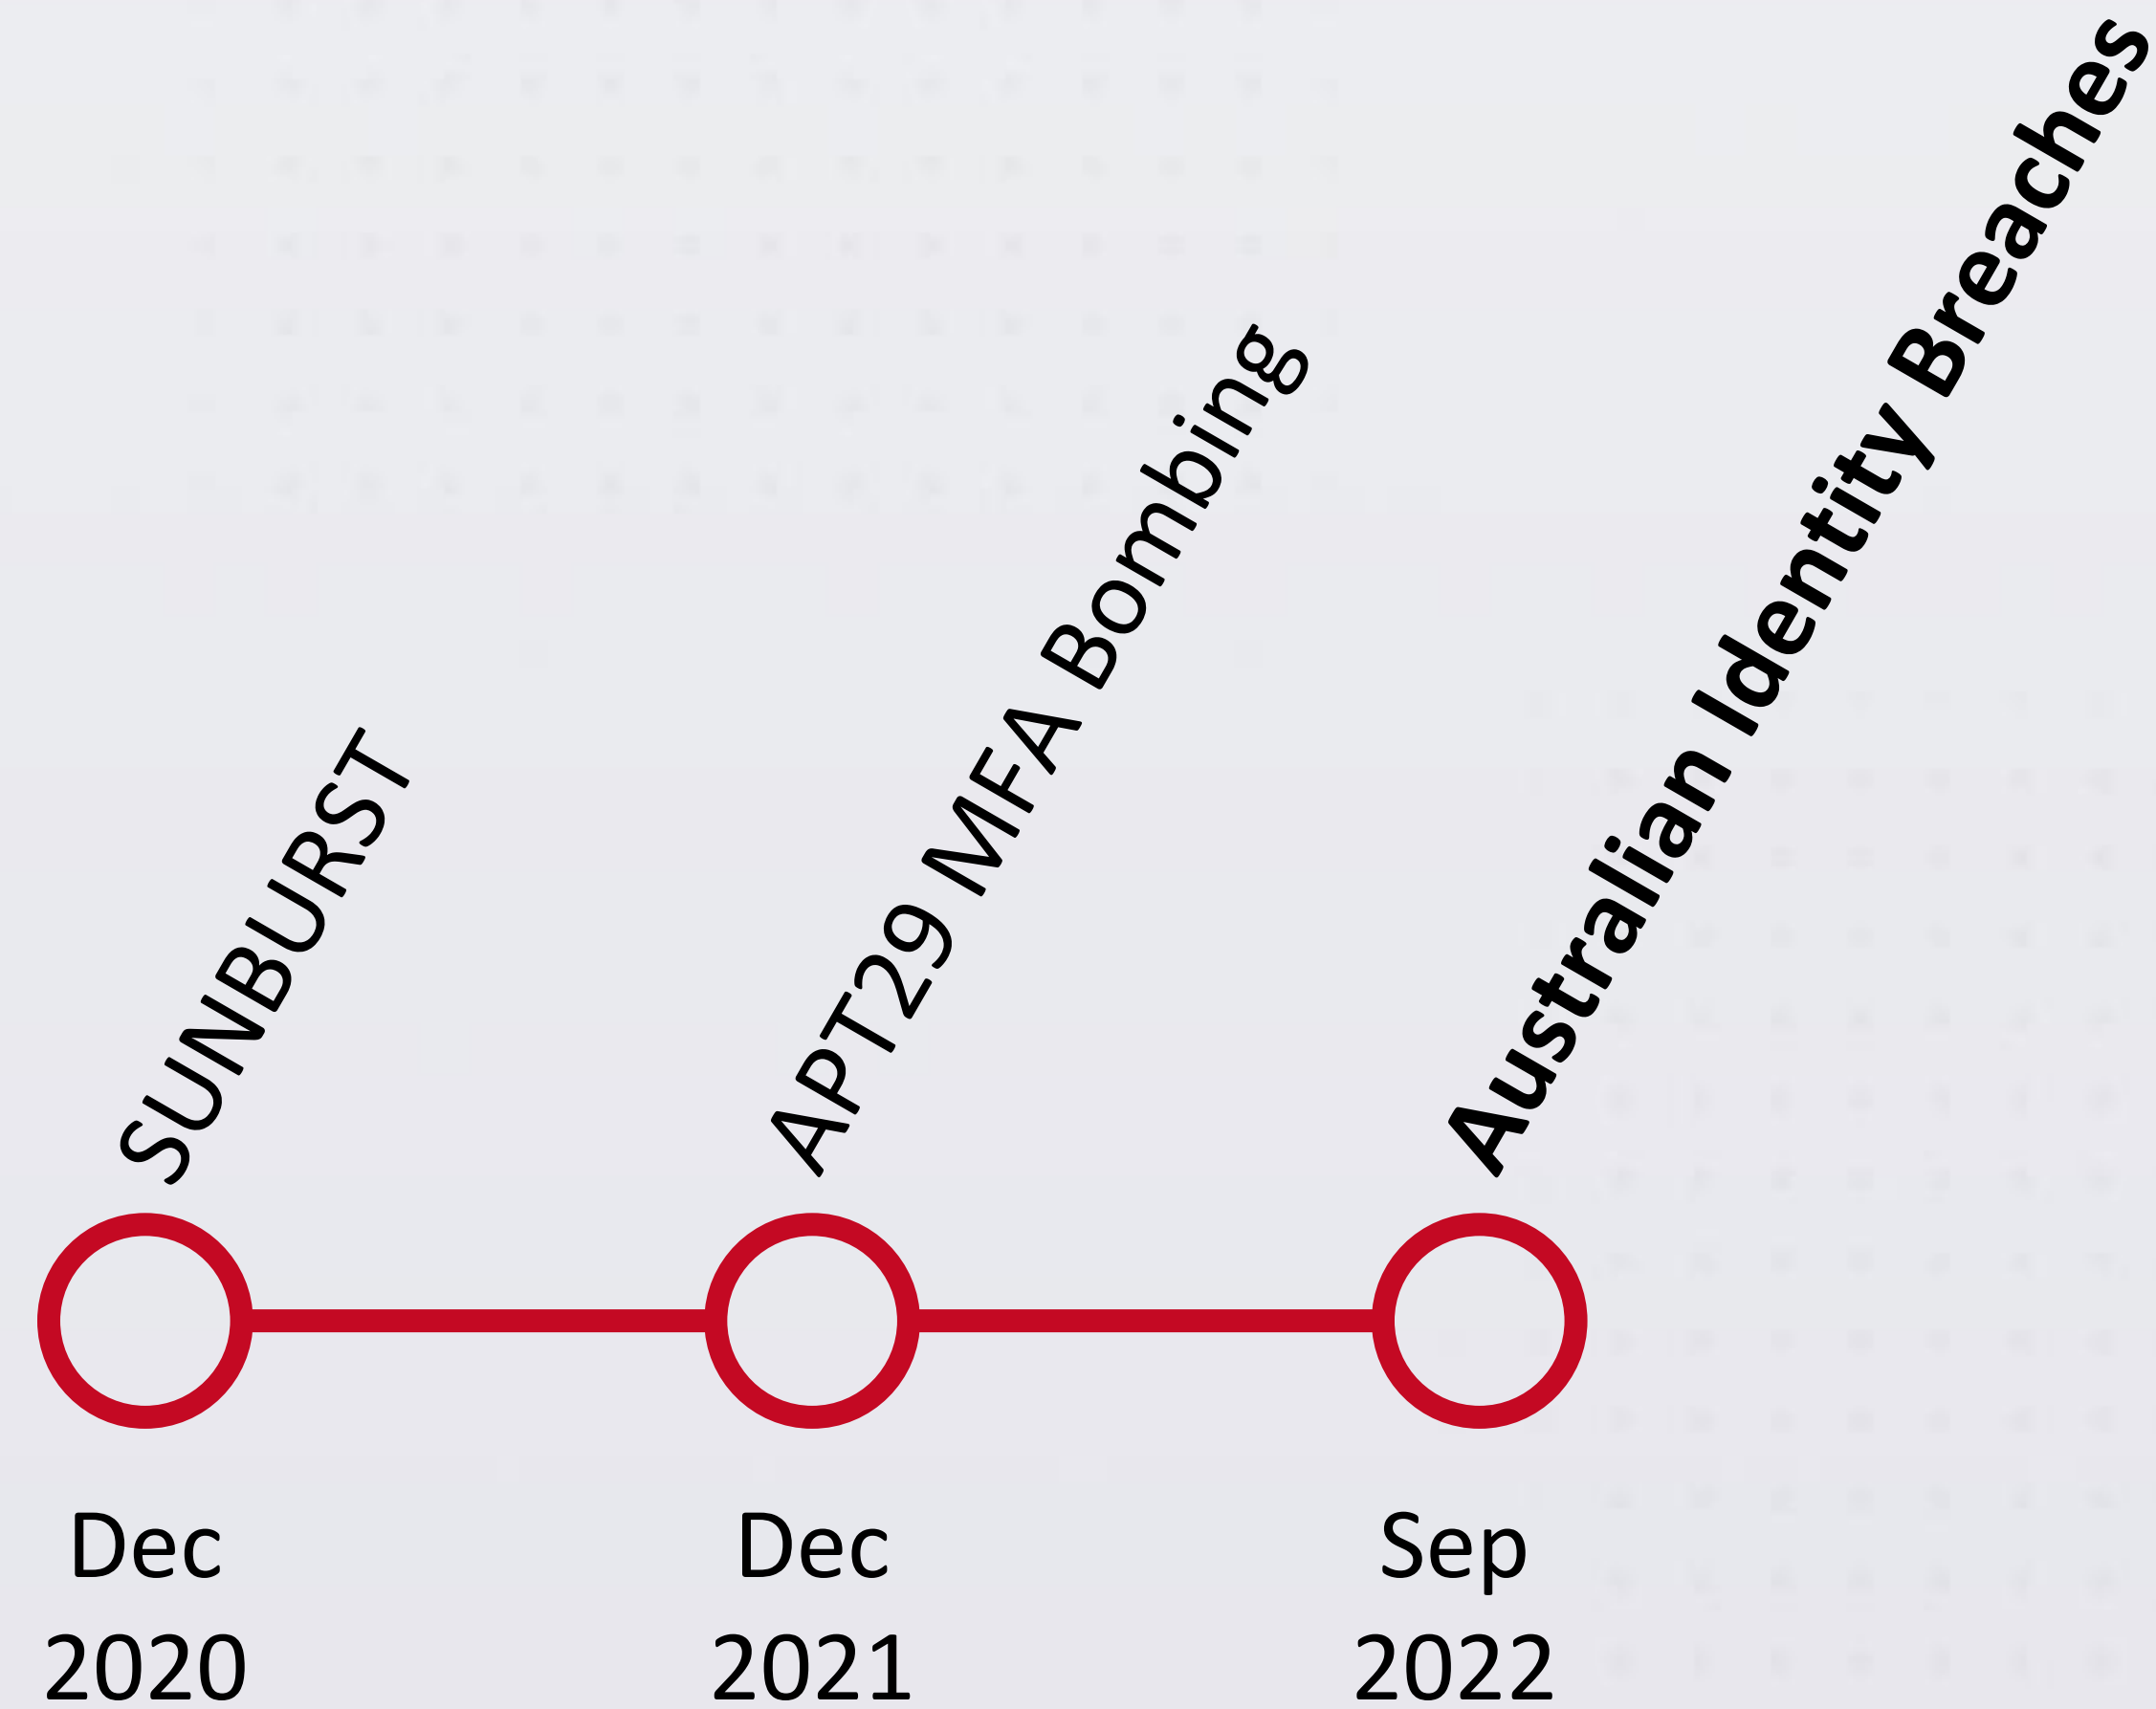 SUNBURST
APT29 MFA Bombing
Australian Identity Breaches
Dec
2020
Dec
2021
Sep
2022